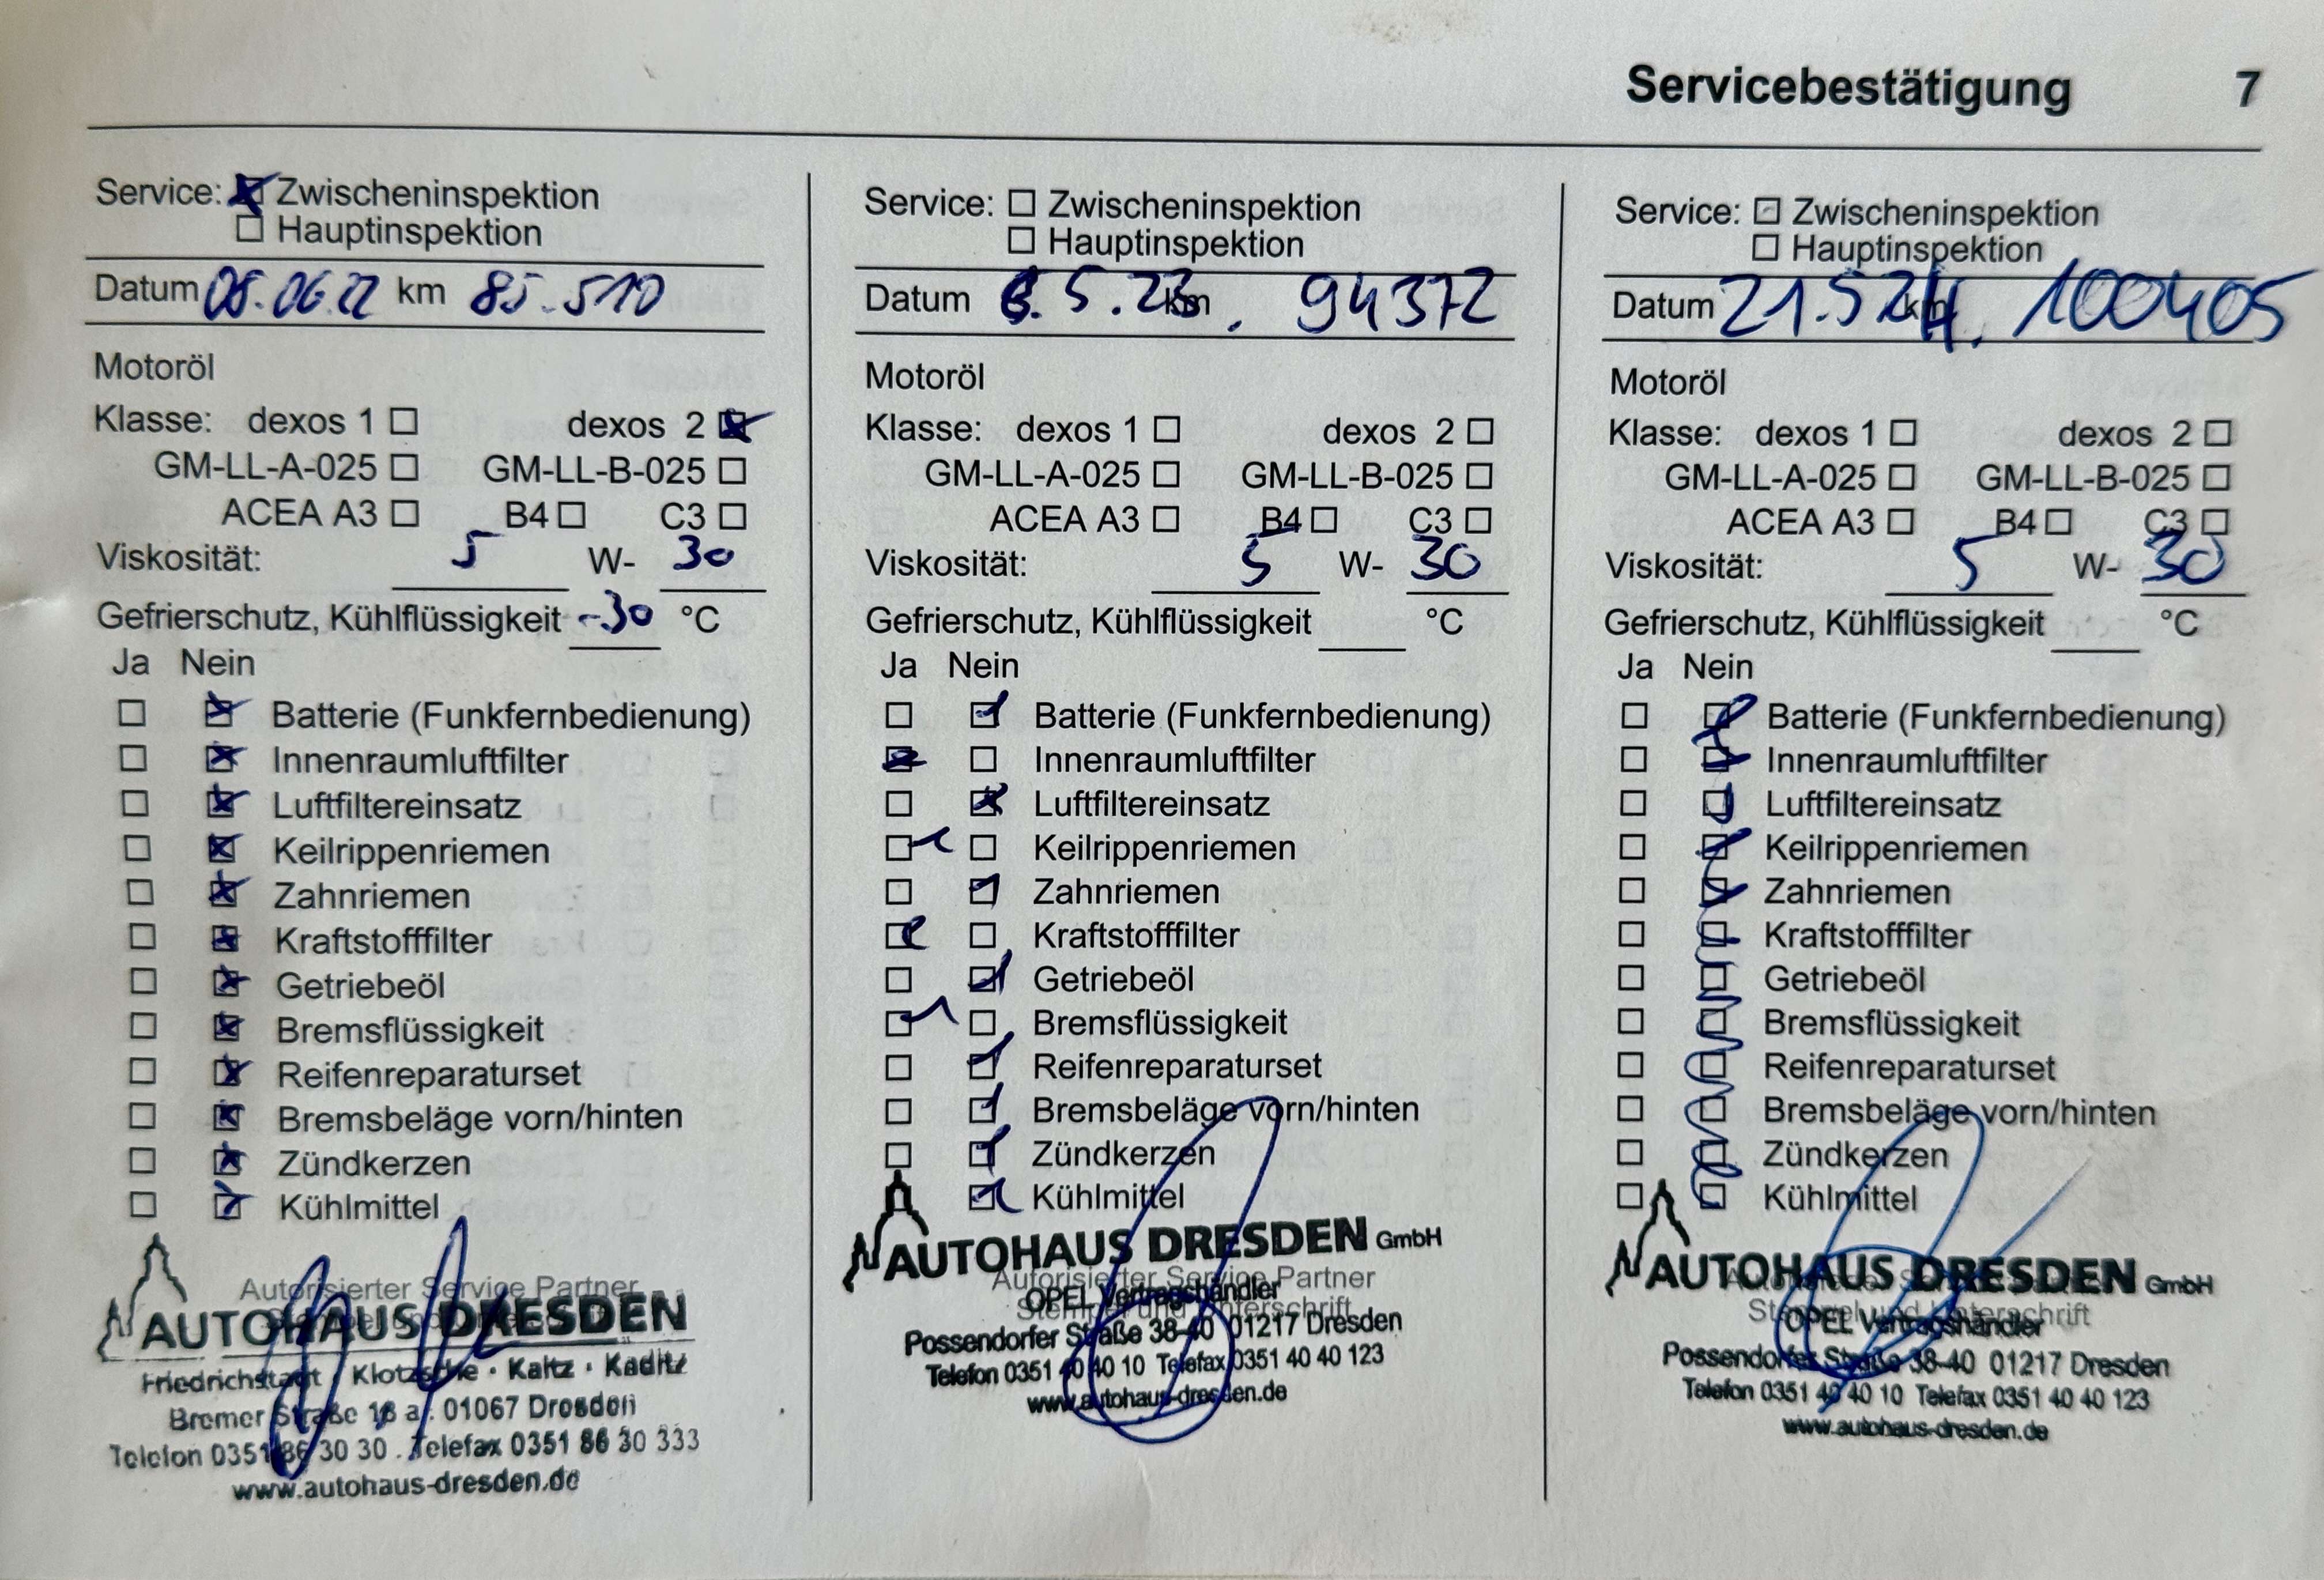 Servicebestätigung 7
Service: ☒ Zwischeninspektion
☐ Hauptinspektion
Datum 08.06.22 km 85.510
Motoröl
Klasse: dexos 1 ☐ dexos 2 ☒
GM-LL-A-025 ☐ GM-LL-B-025 ☐
ACEA A3 ☐ B4 ☐ C3 ☐
Viskosität: 5 W- 30
Gefrierschutz, Kühlflüssigkeit -30 °C
Ja Nein
☐ ☒ Batterie (Funkfernbedienung)
☐ ☒ Innenraumluftfilter
☐ ☒ Luftfiltereinsatz
☐ ☒ Keilrippenriemen
☐ ☒ Zahnriemen
☐ ☒ Kraftstofffilter
☐ ☒ Getriebeöl
☐ ☒ Bremsflüssigkeit
☐ ☒ Reifenreparaturset
☐ ☒ Bremsbeläge vorn/hinten
☐ ☒ Zündkerzen
☐ ☒ Kühlmittel
Autorisierter Service Partner
AUTOHAUS DRESDEN
Friedrichstadt · Klotzsche · Kaitz · Kaditz
Bremer Straße 18 a . 01067 Dresden
Telefon 0351 86 30 30 . Telefax 0351 86 30 333
www.autohaus-dresden.de
Service: ☐ Zwischeninspektion
☐ Hauptinspektion
Datum 5.23 km 94372
Motoröl
Klasse: dexos 1 ☐ dexos 2 ☐
GM-LL-A-025 ☐ GM-LL-B-025 ☐
ACEA A3 ☐ B4 ☐ C3 ☐
Viskosität: 5 W- 30
Gefrierschutz, Kühlflüssigkeit °C
Ja Nein
☐ ☒ Batterie (Funkfernbedienung)
☒ ☐ Innenraumluftfilter
☐ ☒ Luftfiltereinsatz
☒ ☐ Keilrippenriemen
☐ ☒ Zahnriemen
☒ ☐ Kraftstofffilter
☐ ☒ Getriebeöl
☒ ☐ Bremsflüssigkeit
☐ ☒ Reifenreparaturset
☐ ☒ Bremsbeläge vorn/hinten
☐ ☒ Zündkerzen
☒ Kühlmittel
AUTOHAUS DRESDEN GmbH
Autorisierter Service Partner
OPEL Vertragshändler
Stempel und Unterschrift
Possendorfer Straße 38-40 01217 Dresden
Telefon 0351 40 40 10 Telefax 0351 40 40 123
www.autohaus-dresden.de
Service: ☐ Zwischeninspektion
☐ Hauptinspektion
Datum 21.5 24 km 100405
Motoröl
Klasse: dexos 1 ☐ dexos 2 ☐
GM-LL-A-025 ☐ GM-LL-B-025 ☐
ACEA A3 ☐ B4 ☐ C3 ☐
Viskosität: 5 W- 30
Gefrierschutz, Kühlflüssigkeit °C
Ja Nein
☐ ☒ Batterie (Funkfernbedienung)
☐ ☒ Innenraumluftfilter
☐ ☒ Luftfiltereinsatz
☐ ☒ Keilrippenriemen
☐ ☒ Zahnriemen
☐ ☒ Kraftstofffilter
☐ ☒ Getriebeöl
☐ ☒ Bremsflüssigkeit
☐ ☒ Reifenreparaturset
☐ ☒ Bremsbeläge vorn/hinten
☐ ☒ Zündkerzen
☐ ☒ Kühlmittel
AUTOHAUS DRESDEN GmbH
Stempel und Unterschrift
OPEL Vertragshändler
Possendorfer Straße 38-40 01217 Dresden
Telefon 0351 40 40 10 Telefax 0351 40 40 123
www.autohaus-dresden.de